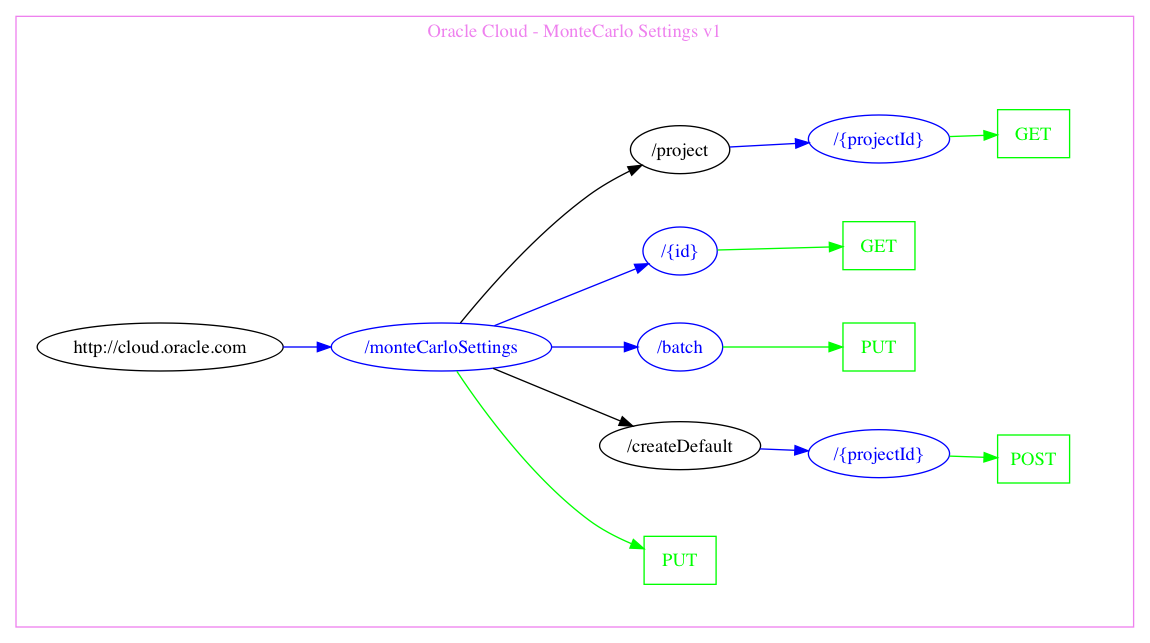 Oracle Cloud - MonteCarlo Settings v1
/project
/{projectId}
GET
/{id}
GET
http://cloud.oracle.com
/monteCarloSettings
/batch
PUT
/createDefault
/{projectId}
POST
PUT